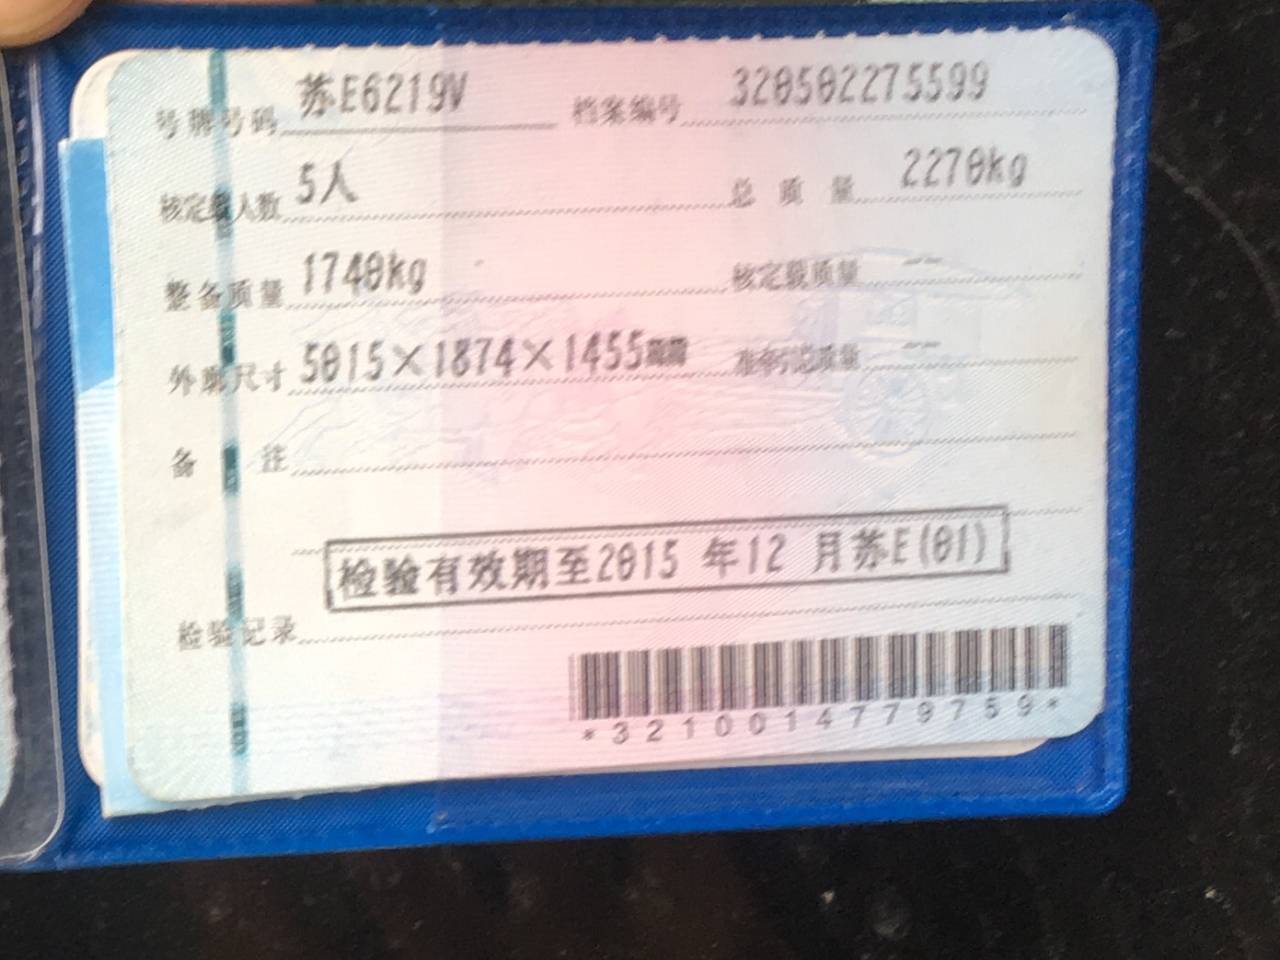 号牌号码 苏E6219V 档案编号 320502275599
核定载人数 5人 总质量 2270kg
整备质量 1740kg 核定载质量 --
外廓尺寸 5015×1874×1455mm 准牵引总质量 --
备注
检验有效期至2015 年12 月苏E(01)
检验记录
*3210014779759*